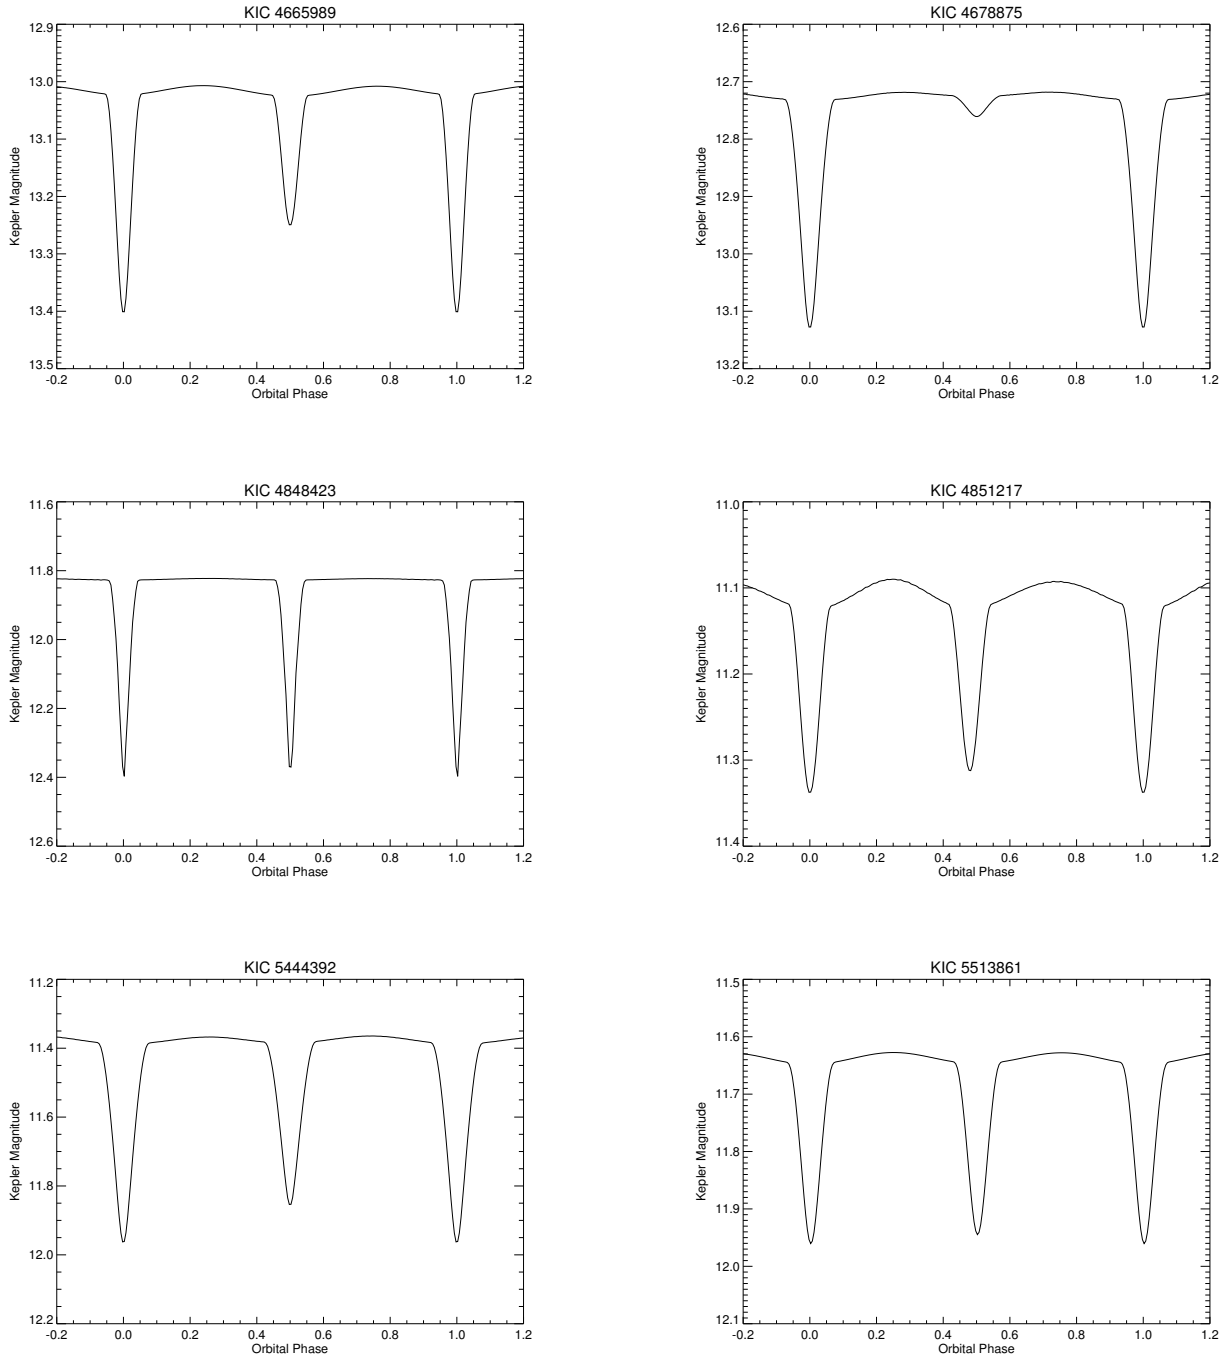 KIC 4665989
12.9
13.0
13.1
13.2
13.3
13.4
13.5
Kepler Magnitude
-0.2 0.0 0.2 0.4 0.6 0.8 1.0 1.2
Orbital Phase
KIC 4678875
12.6
12.7
12.8
12.9
13.0
13.1
13.2
Kepler Magnitude
-0.2 0.0 0.2 0.4 0.6 0.8 1.0 1.2
Orbital Phase
KIC 4848423
11.6
11.8
12.0
12.2
12.4
12.6
Kepler Magnitude
-0.2 0.0 0.2 0.4 0.6 0.8 1.0 1.2
Orbital Phase
KIC 4851217
11.0
11.1
11.2
11.3
11.4
Kepler Magnitude
-0.2 0.0 0.2 0.4 0.6 0.8 1.0 1.2
Orbital Phase
KIC 5444392
11.2
11.4
11.6
11.8
12.0
12.2
Kepler Magnitude
-0.2 0.0 0.2 0.4 0.6 0.8 1.0 1.2
Orbital Phase
KIC 5513861
11.5
11.6
11.7
11.8
11.9
12.0
12.1
Kepler Magnitude
-0.2 0.0 0.2 0.4 0.6 0.8 1.0 1.2
Orbital Phase